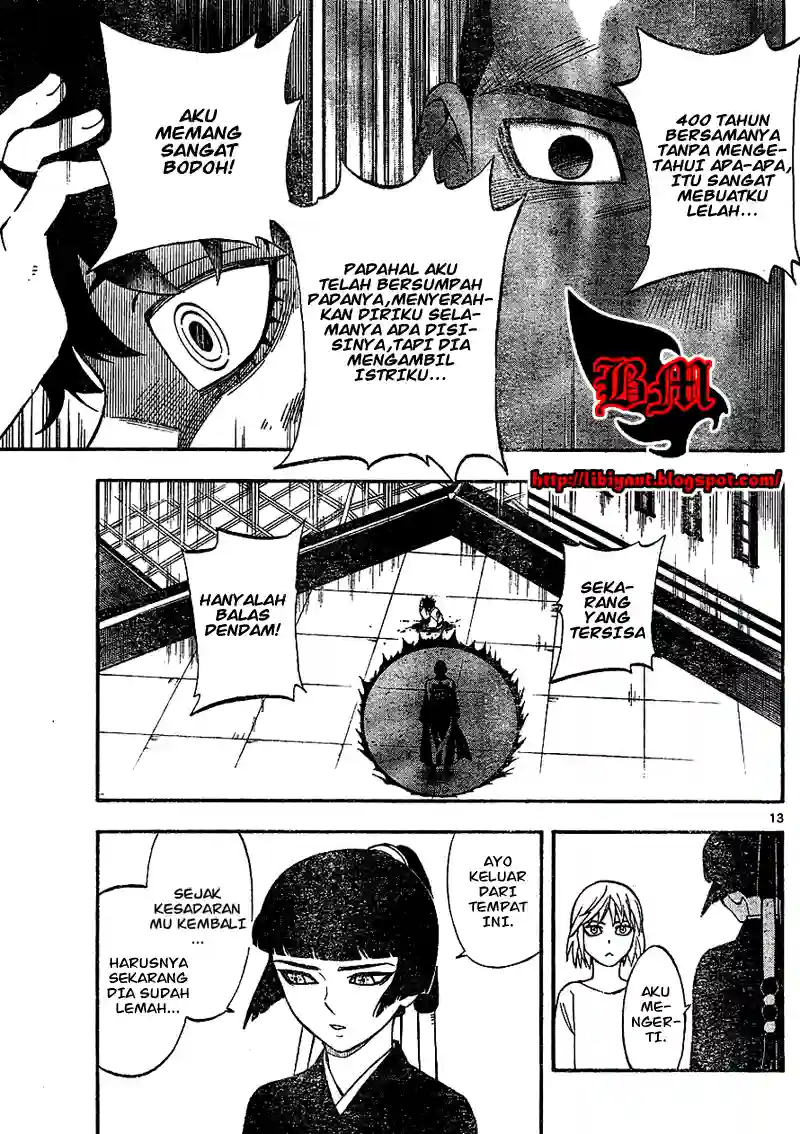 400 TAHUN
BERSAMANYA
TANPA MENGE-
TAHUI APA-APA,
ITU SANGAT
MEBUATKU
LELAH...
PADAHAL AKU
TELAH BERSUMPAH
PADANYA,MENYERAH-
KAN DIRIKU SELA-
MANYA ADA DISI-
SINYA,TAPI DIA
MENGAMBIL
ISTRIKU...
AKU
MEMANG
SANGAT
BODOH!
BM
http://libiyant.blogspot.com/
SEKA-
RANG
YANG
TERSISA
HANYALAH
BALAS
DENDAM!
13
AKU
ME-
NGER-
TI.
AYO
KELUAR
DARI
TEMPAT
INI.
SEJAK
KESADARAN
MU KEMBALI
...
HARUSNYA
SEKARANG
DIA SUDAH
LEMAH...